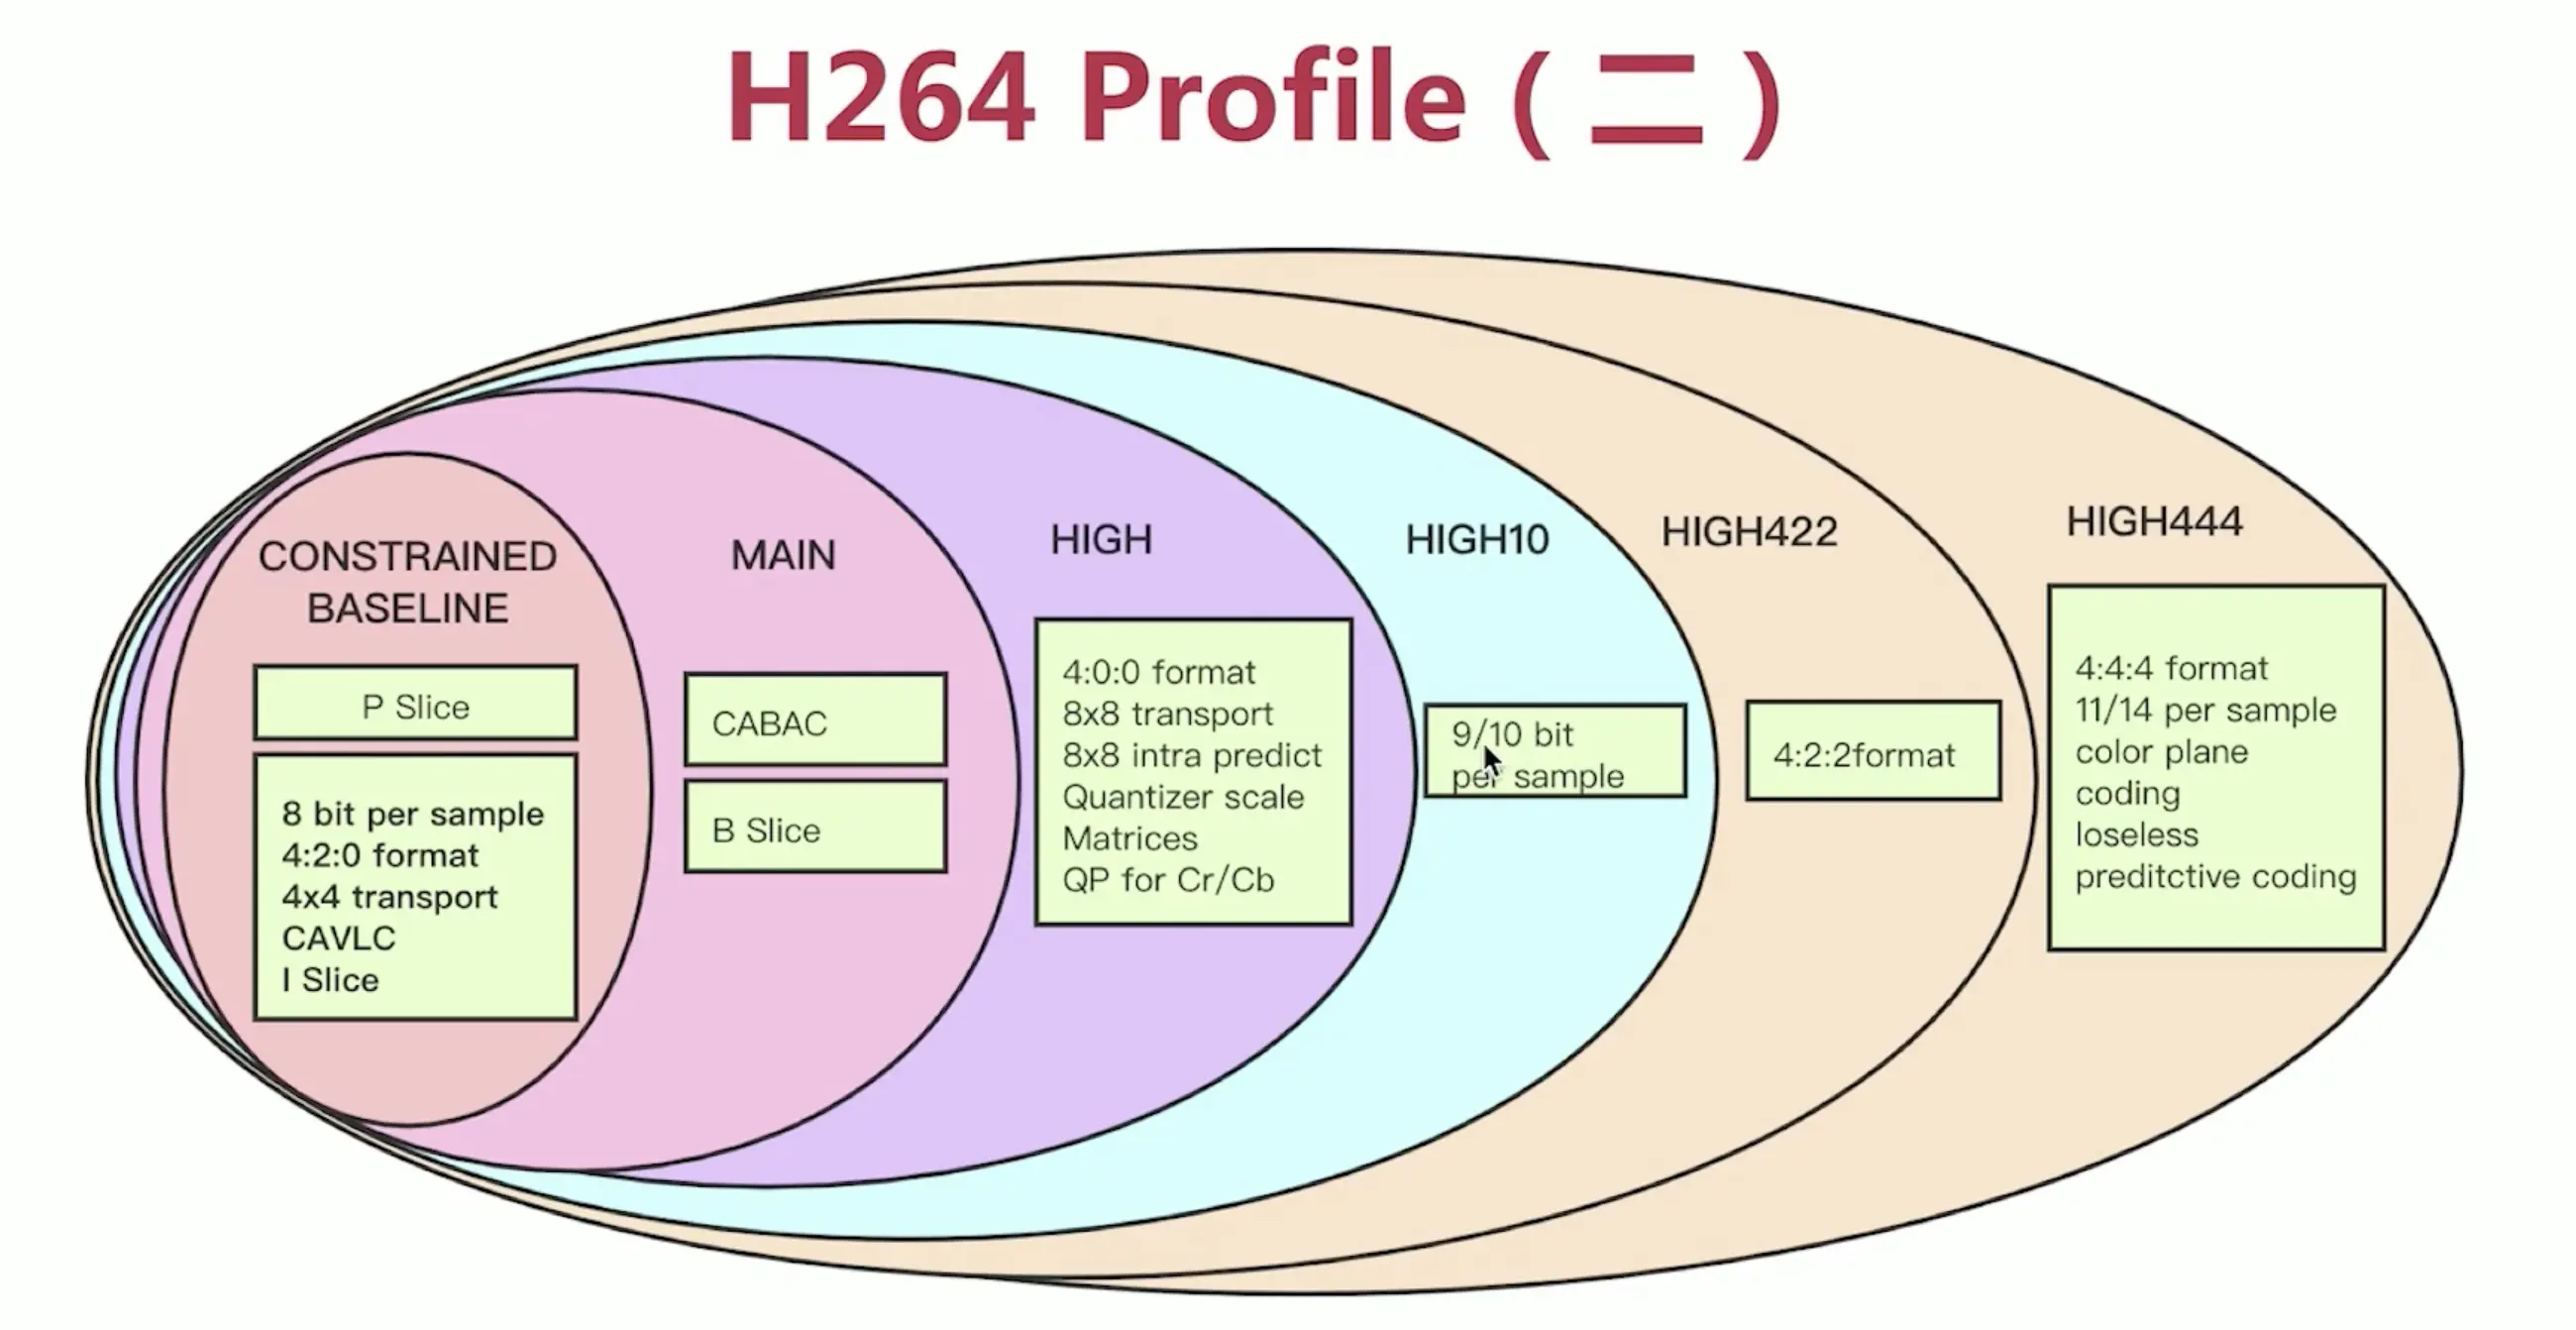 H264 Profile ( 二 )
CONSTRAINED
BASELINE
P Slice
8 bit per sample
4:2:0 format
4x4 transport
CAVLC
I Slice
MAIN
CABAC
B Slice
HIGH
4:0:0 format
8x8 transport
8x8 intra predict
Quantizer scale
Matrices
QP for Cr/Cb
HIGH10
9/10 bit
per sample
HIGH422
4:2:2format
HIGH444
4:4:4 format
11/14 per sample
color plane
coding
loseless
preditctive coding